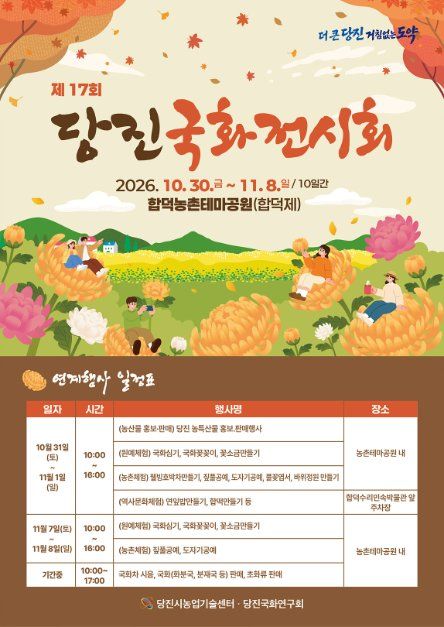 더 큰 당진 거침없는 도약
제 17회
당진국화전시회
2026. 10. 30.금 ~ 11. 8.일 / 10일간
합덕농촌테마공원(합덕제)
연계행사 일정표
일자 시간 행사명 장소
10월 31일(토) ~ 11월 1일(일)
10:00 ~ 16:00
(농산물 홍보·판매) 당진 농특산물 홍보.판매행사
(원예체험) 국화심기, 국화꽃꽂이, 꽃소금만들기
(농촌체험) 웰빙호박차만들기, 짚풀공예, 도자기공예, 플꽃엽서, 바위정원 만들기
농촌테마공원 내
(역사문화체험) 연잎밥만들기, 합떡만들기 등
합덕수리민속박물관 앞 주차장
11월 7일(토) ~ 11월 8일(일)
10:00 ~ 16:00
(원예체험) 국화심기, 국화꽃꽂이, 꽃소금만들기
(농촌체험) 짚풀공예, 도자기공예
농촌테마공원 내
기간중
10:00~17:00
국화차 시음, 국화(화분국, 분재국 등) 판매, 초화류 판매
당진시농업기술센터 · 당진국화연구회